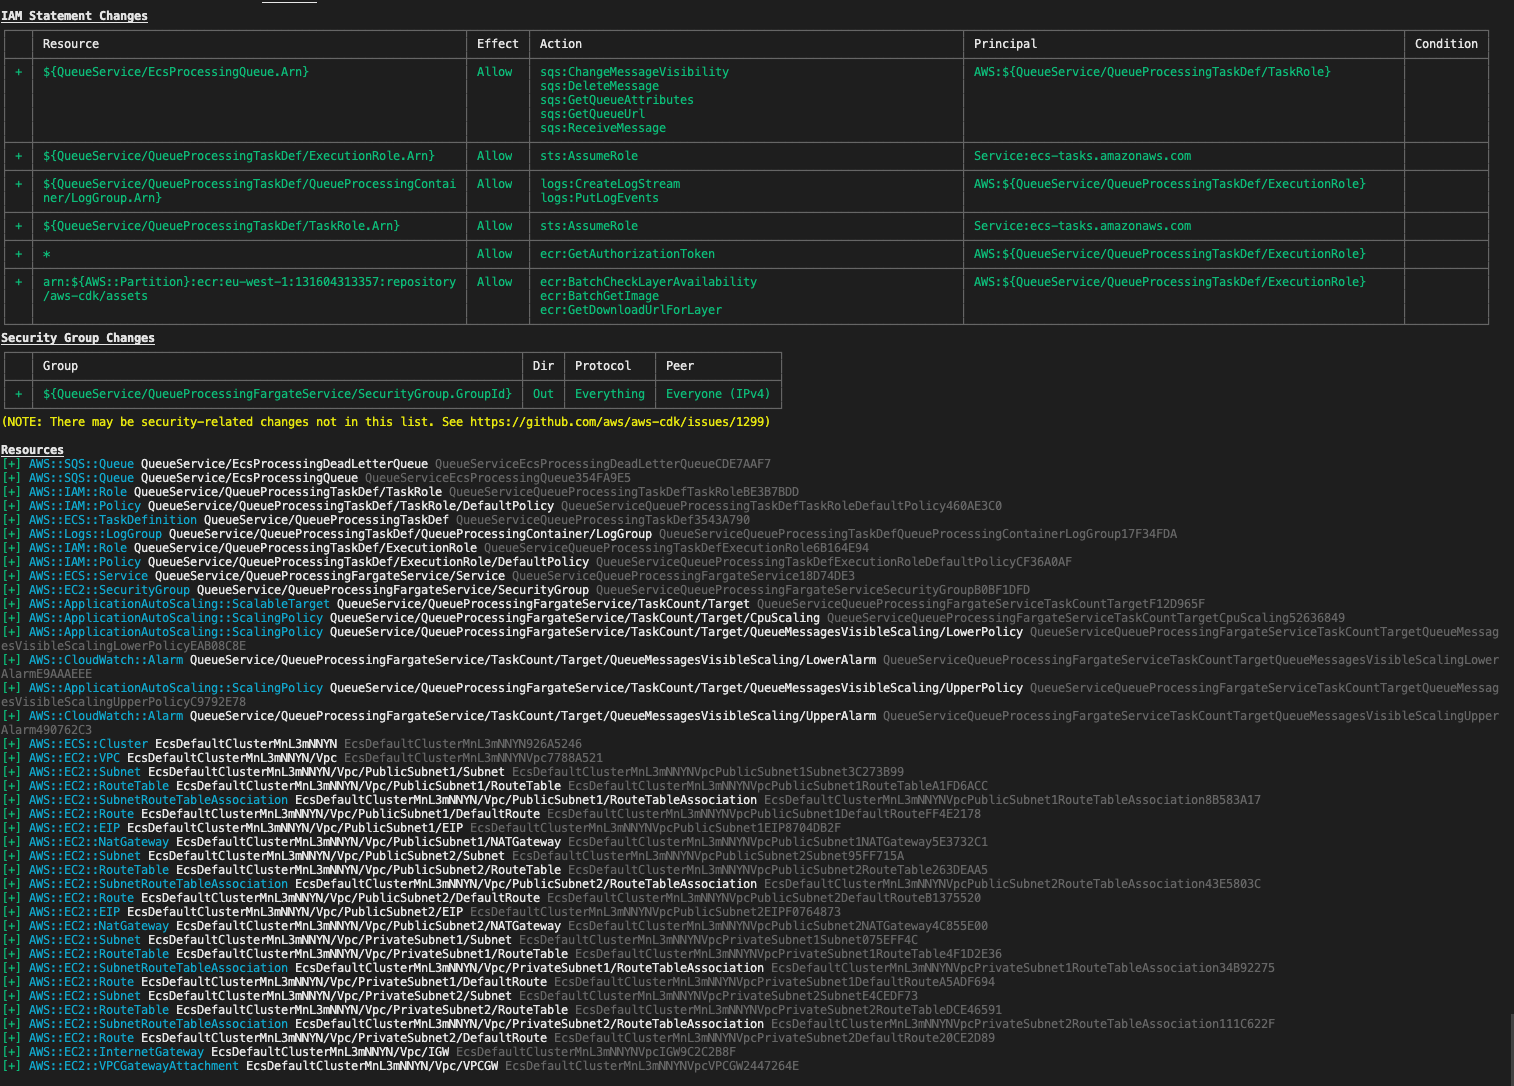 IAM Statement Changes
Resource Effect Action Principal Condition
+ ${QueueService/EcsProcessingQueue.Arn} Allow sqs:ChangeMessageVisibility AWS:${QueueService/QueueProcessingTaskDef/TaskRole}
sqs:DeleteMessage
sqs:GetQueueAttributes
sqs:GetQueueUrl
sqs:ReceiveMessage
+ ${QueueService/QueueProcessingTaskDef/ExecutionRole.Arn} Allow sts:AssumeRole Service:ecs-tasks.amazonaws.com
+ ${QueueService/QueueProcessingTaskDef/QueueProcessingContai Allow logs:CreateLogStream AWS:${QueueService/QueueProcessingTaskDef/ExecutionRole}
ner/LogGroup.Arn} logs:PutLogEvents
+ ${QueueService/QueueProcessingTaskDef/TaskRole.Arn} Allow sts:AssumeRole Service:ecs-tasks.amazonaws.com
+ * Allow ecr:GetAuthorizationToken AWS:${QueueService/QueueProcessingTaskDef/ExecutionRole}
+ arn:${AWS::Partition}:ecr:eu-west-1:131604313357:repository Allow ecr:BatchCheckLayerAvailability AWS:${QueueService/QueueProcessingTaskDef/ExecutionRole}
/aws-cdk/assets ecr:BatchGetImage
ecr:GetDownloadUrlForLayer
Security Group Changes
Group Dir Protocol Peer
+ ${QueueService/QueueProcessingFargateService/SecurityGroup.GroupId} Out Everything Everyone (IPv4)
(NOTE: There may be security-related changes not in this list. See https://github.com/aws/aws-cdk/issues/1299)
Resources
[+] AWS::SQS::Queue QueueService/EcsProcessingDeadLetterQueue QueueServiceEcsProcessingDeadLetterQueueCDE7AAF7
[+] AWS::SQS::Queue QueueService/EcsProcessingQueue QueueServiceEcsProcessingQueue354FA9E5
[+] AWS::IAM::Role QueueService/QueueProcessingTaskDef/TaskRole QueueServiceQueueProcessingTaskDefTaskRoleBE3B7BDD
[+] AWS::IAM::Policy QueueService/QueueProcessingTaskDef/TaskRole/DefaultPolicy QueueServiceQueueProcessingTaskDefTaskRoleDefaultPolicy460AE3C0
[+] AWS::ECS::TaskDefinition QueueService/QueueProcessingTaskDef QueueServiceQueueProcessingTaskDef3543A790
[+] AWS::Logs::LogGroup QueueService/QueueProcessingTaskDef/QueueProcessingContainer/LogGroup QueueServiceQueueProcessingTaskDefQueueProcessingContainerLogGroup17F34FDA
[+] AWS::IAM::Role QueueService/QueueProcessingTaskDef/ExecutionRole QueueServiceQueueProcessingTaskDefExecutionRole6B164E94
[+] AWS::IAM::Policy QueueService/QueueProcessingTaskDef/ExecutionRole/DefaultPolicy QueueServiceQueueProcessingTaskDefExecutionRoleDefaultPolicyCF36A0AF
[+] AWS::ECS::Service QueueService/QueueProcessingFargateService/Service QueueServiceQueueProcessingFargateService18D74DE3
[+] AWS::EC2::SecurityGroup QueueService/QueueProcessingFargateService/SecurityGroup QueueServiceQueueProcessingFargateServiceSecurityGroupB0BF1DFD
[+] AWS::ApplicationAutoScaling::ScalableTarget QueueService/QueueProcessingFargateService/TaskCount/Target QueueServiceQueueProcessingFargateServiceTaskCountTargetF12D965F
[+] AWS::ApplicationAutoScaling::ScalingPolicy QueueService/QueueProcessingFargateService/TaskCount/Target/CpuScaling QueueServiceQueueProcessingFargateServiceTaskCountTargetCpuScaling52636849
[+] AWS::ApplicationAutoScaling::ScalingPolicy QueueService/QueueProcessingFargateService/TaskCount/Target/QueueMessagesVisibleScaling/LowerPolicy QueueServiceQueueProcessingFargateServiceTaskCountTargetQueueMessag
esVisibleScalingLowerPolicyEAB08C8E
[+] AWS::CloudWatch::Alarm QueueService/QueueProcessingFargateService/TaskCount/Target/QueueMessagesVisibleScaling/LowerAlarm QueueServiceQueueProcessingFargateServiceTaskCountTargetQueueMessagesVisibleScalingLower
AlarmE9AAAEEE
[+] AWS::ApplicationAutoScaling::ScalingPolicy QueueService/QueueProcessingFargateService/TaskCount/Target/QueueMessagesVisibleScaling/UpperPolicy QueueServiceQueueProcessingFargateServiceTaskCountTargetQueueMessag
esVisibleScalingUpperPolicyC9792E78
[+] AWS::CloudWatch::Alarm QueueService/QueueProcessingFargateService/TaskCount/Target/QueueMessagesVisibleScaling/UpperAlarm QueueServiceQueueProcessingFargateServiceTaskCountTargetQueueMessagesVisibleScalingUpper
Alarm490762C3
[+] AWS::ECS::Cluster EcsDefaultClusterMnL3mNNYN EcsDefaultClusterMnL3mNNYN926A5246
[+] AWS::EC2::VPC EcsDefaultClusterMnL3mNNYN/Vpc EcsDefaultClusterMnL3mNNYNVpc7788A521
[+] AWS::EC2::Subnet EcsDefaultClusterMnL3mNNYN/Vpc/PublicSubnet1/Subnet EcsDefaultClusterMnL3mNNYNVpcPublicSubnet1Subnet3C273B99
[+] AWS::EC2::RouteTable EcsDefaultClusterMnL3mNNYN/Vpc/PublicSubnet1/RouteTable EcsDefaultClusterMnL3mNNYNVpcPublicSubnet1RouteTableA1FD6ACC
[+] AWS::EC2::SubnetRouteTableAssociation EcsDefaultClusterMnL3mNNYN/Vpc/PublicSubnet1/RouteTableAssociation EcsDefaultClusterMnL3mNNYNVpcPublicSubnet1RouteTableAssociation8B583A17
[+] AWS::EC2::Route EcsDefaultClusterMnL3mNNYN/Vpc/PublicSubnet1/DefaultRoute EcsDefaultClusterMnL3mNNYNVpcPublicSubnet1DefaultRouteFF4E2178
[+] AWS::EC2::EIP EcsDefaultClusterMnL3mNNYN/Vpc/PublicSubnet1/EIP EcsDefaultClusterMnL3mNNYNVpcPublicSubnet1EIP8704DB2F
[+] AWS::EC2::NatGateway EcsDefaultClusterMnL3mNNYN/Vpc/PublicSubnet1/NATGateway EcsDefaultClusterMnL3mNNYNVpcPublicSubnet1NATGateway5E3732C1
[+] AWS::EC2::Subnet EcsDefaultClusterMnL3mNNYN/Vpc/PublicSubnet2/Subnet EcsDefaultClusterMnL3mNNYNVpcPublicSubnet2Subnet95FF715A
[+] AWS::EC2::RouteTable EcsDefaultClusterMnL3mNNYN/Vpc/PublicSubnet2/RouteTable EcsDefaultClusterMnL3mNNYNVpcPublicSubnet2RouteTable263DEAA5
[+] AWS::EC2::SubnetRouteTableAssociation EcsDefaultClusterMnL3mNNYN/Vpc/PublicSubnet2/RouteTableAssociation EcsDefaultClusterMnL3mNNYNVpcPublicSubnet2RouteTableAssociation43E5803C
[+] AWS::EC2::Route EcsDefaultClusterMnL3mNNYN/Vpc/PublicSubnet2/DefaultRoute EcsDefaultClusterMnL3mNNYNVpcPublicSubnet2DefaultRouteB1375520
[+] AWS::EC2::EIP EcsDefaultClusterMnL3mNNYN/Vpc/PublicSubnet2/EIP EcsDefaultClusterMnL3mNNYNVpcPublicSubnet2EIPF0764873
[+] AWS::EC2::NatGateway EcsDefaultClusterMnL3mNNYN/Vpc/PublicSubnet2/NATGateway EcsDefaultClusterMnL3mNNYNVpcPublicSubnet2NATGateway4C855E00
[+] AWS::EC2::Subnet EcsDefaultClusterMnL3mNNYN/Vpc/PrivateSubnet1/Subnet EcsDefaultClusterMnL3mNNYNVpcPrivateSubnet1Subnet075EFF4C
[+] AWS::EC2::RouteTable EcsDefaultClusterMnL3mNNYN/Vpc/PrivateSubnet1/RouteTable EcsDefaultClusterMnL3mNNYNVpcPrivateSubnet1RouteTable4F1D2E36
[+] AWS::EC2::SubnetRouteTableAssociation EcsDefaultClusterMnL3mNNYN/Vpc/PrivateSubnet1/RouteTableAssociation EcsDefaultClusterMnL3mNNYNVpcPrivateSubnet1RouteTableAssociation34B92275
[+] AWS::EC2::Route EcsDefaultClusterMnL3mNNYN/Vpc/PrivateSubnet1/DefaultRoute EcsDefaultClusterMnL3mNNYNVpcPrivateSubnet1DefaultRouteA5ADF694
[+] AWS::EC2::Subnet EcsDefaultClusterMnL3mNNYN/Vpc/PrivateSubnet2/Subnet EcsDefaultClusterMnL3mNNYNVpcPrivateSubnet2SubnetE4CEDF73
[+] AWS::EC2::RouteTable EcsDefaultClusterMnL3mNNYN/Vpc/PrivateSubnet2/RouteTable EcsDefaultClusterMnL3mNNYNVpcPrivateSubnet2RouteTableDCE46591
[+] AWS::EC2::SubnetRouteTableAssociation EcsDefaultClusterMnL3mNNYN/Vpc/PrivateSubnet2/RouteTableAssociation EcsDefaultClusterMnL3mNNYNVpcPrivateSubnet2RouteTableAssociation111C622F
[+] AWS::EC2::Route EcsDefaultClusterMnL3mNNYN/Vpc/PrivateSubnet2/DefaultRoute EcsDefaultClusterMnL3mNNYNVpcPrivateSubnet2DefaultRoute20CE2D89
[+] AWS::EC2::InternetGateway EcsDefaultClusterMnL3mNNYN/Vpc/IGW EcsDefaultClusterMnL3mNNYNVpcIGW9C2C2B8F
[+] AWS::EC2::VPCGatewayAttachment EcsDefaultClusterMnL3mNNYN/Vpc/VPCGW EcsDefaultClusterMnL3mNNYNVpcVPCGW2447264E